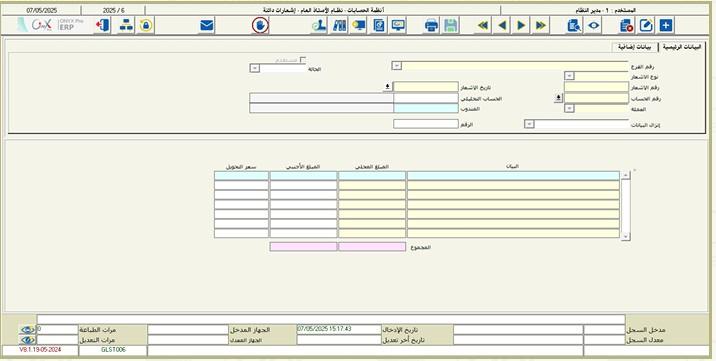 المستخدم : 1 - مدير النظام
أنظمة الحسابات - نظام الأستاذ العام - إشعارات دائنة
2025 / 6
07/05/2025
ONYX Pro
ERP
البيانات الرئيسية
بيانات إضافية
رقم الفرع
مستخدم
الحالة
نوع الاشعار
رقم الاشعار
تاريخ الاشعار
رقم الحساب
الحساب التحليلي
العملة
المندوب
إنزال البيانات
الرقم
البيان
المبلغ المحلي
المبلغ الأجنبي
سعر التحويل
المجموع
مدخل السجل
تاريخ الإدخال
07/05/2025 15:17:43
الجهاز المدخل
مرات الطباعة
0
معدل السجل
تاريخ آخر تعديل
الجهاز المعدل
مرات التعديل
GLST006
V9.1.19-05-2024